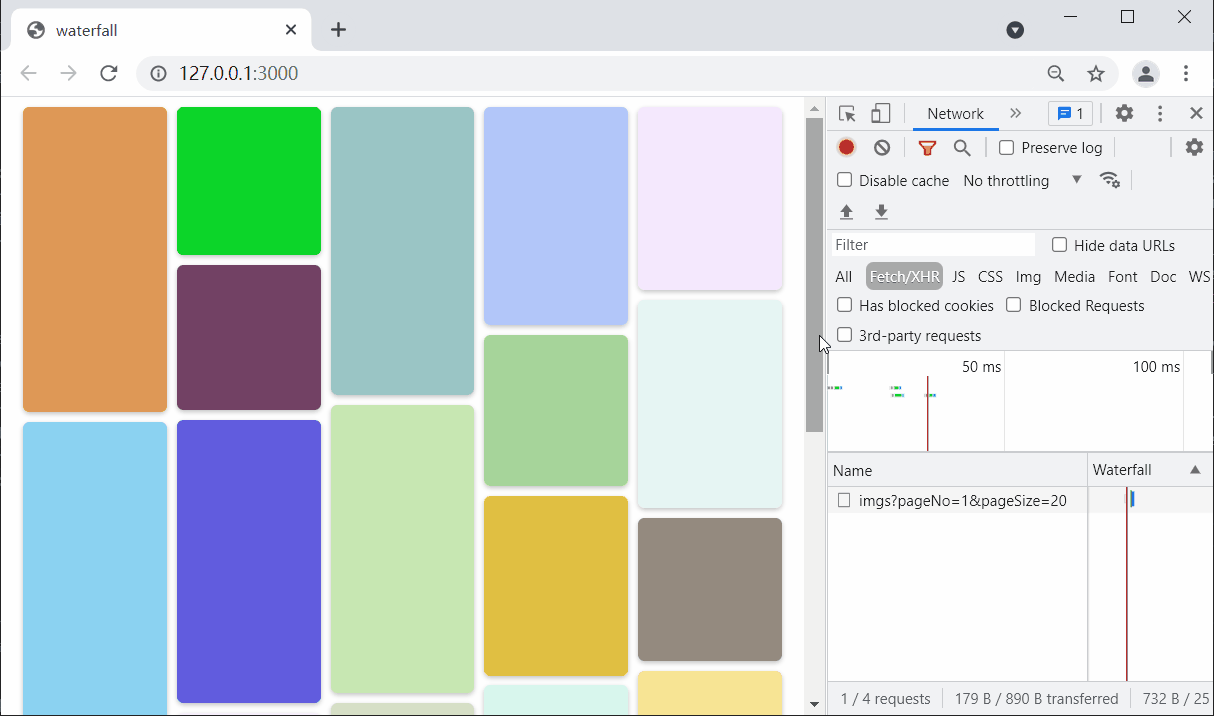 waterfall
127.0.0.1:3000
Network
1
Preserve log
Disable cache
No throttling
Filter
Hide data URLs
All
Fetch/XHR
JS
CSS
Img
Media
Font
Doc
WS
Has blocked cookies
Blocked Requests
3rd-party requests
50 ms
100 ms
Name
Waterfall
imgs?pageNo=1&pageSize=20
1 / 4 requests
179 B / 890 B transferred
732 B / 25